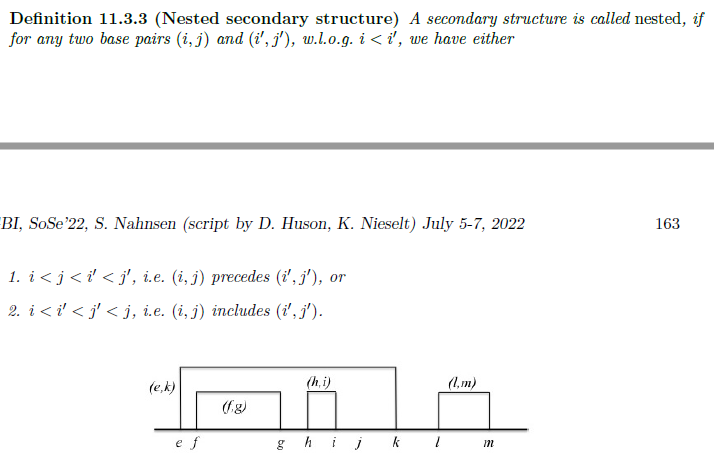 Definition 11.3.3 (Nested secondary structure) A secondary structure is called nested, if
for any two base pairs (i, j) and (i′, j′), w.l.o.g. i < i′, we have either
BI, SoSe'22, S. Nahnsen (script by D. Huson, K. Nieselt) July 5-7, 2022 163
1. i < j < i′ < j′, i.e. (i, j) precedes (i′, j′), or
2. i < i′ < j′ < j, i.e. (i, j) includes (i′, j′).
(e,k) (h,i) (l,m)
(f,g)
e f g h i j k l m